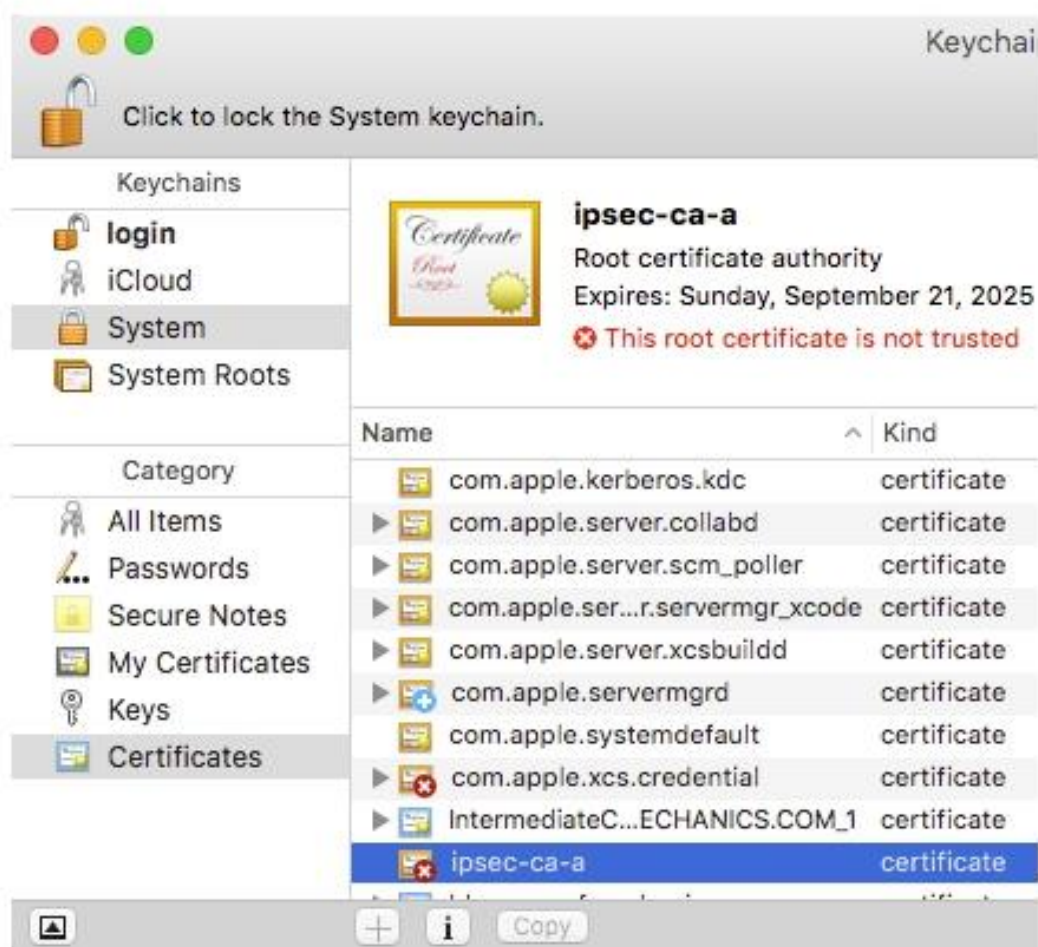 Keychai
Click to lock the System keychain.
Keychains
login
iCloud
System
System Roots
Category
All Items
Passwords
Secure Notes
My Certificates
Keys
Certificates
Certificate
Root
ipsec-ca-a
Root certificate authority
Expires: Sunday, September 21, 2025
This root certificate is not trusted
Name Kind
com.apple.kerberos.kdc certificate
com.apple.server.collabd certificate
com.apple.server.scm_poller certificate
com.apple.ser...r.servermgr_xcode certificate
com.apple.server.xcsbuildd certificate
com.apple.servermgrd certificate
com.apple.systemdefault certificate
com.apple.xcs.credential certificate
IntermediateC...ECHANICS.COM_1 certificate
ipsec-ca-a certificate
Copy